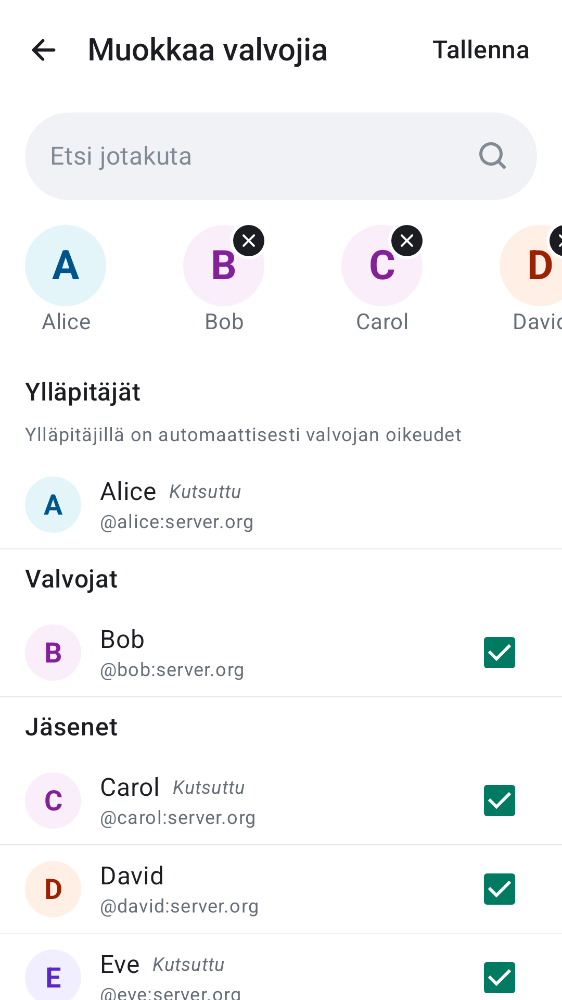 Muokkaa valvojia
Tallenna
Etsi jotakuta
A
B
C
D
Alice
Bob
Carol
Ylläpitäjät
Ylläpitäjillä on automaattisesti valvojan oikeudet
A
Alice Kutsuttu
@alice:server.org
Valvojat
B
Bob
@bob:server.org
Jäsenet
C
Carol Kutsuttu
@carol:server.org
D
David
@david:server.org
E
Eve Kutsuttu
@eve:server.org